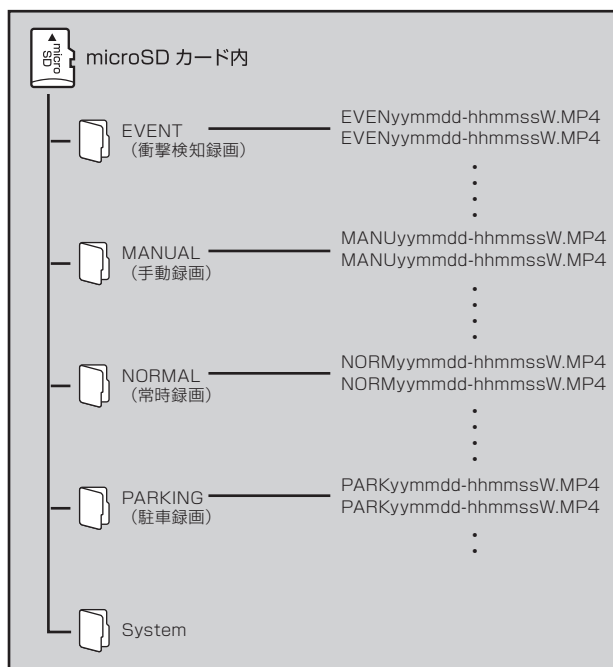 micro
SD
microSD カード内
EVENT
（衝撃検知録画）
EVENyymmdd-hhmmssW.MP4
EVENyymmdd-hhmmssW.MP4
MANUAL
（手動録画）
MANUyymmdd-hhmmssW.MP4
MANUyymmdd-hhmmssW.MP4
NORMAL
（常時録画）
NORMyymmdd-hhmmssW.MP4
NORMyymmdd-hhmmssW.MP4
PARKING
（駐車録画）
PARKyymmdd-hhmmssW.MP4
PARKyymmdd-hhmmssW.MP4
System